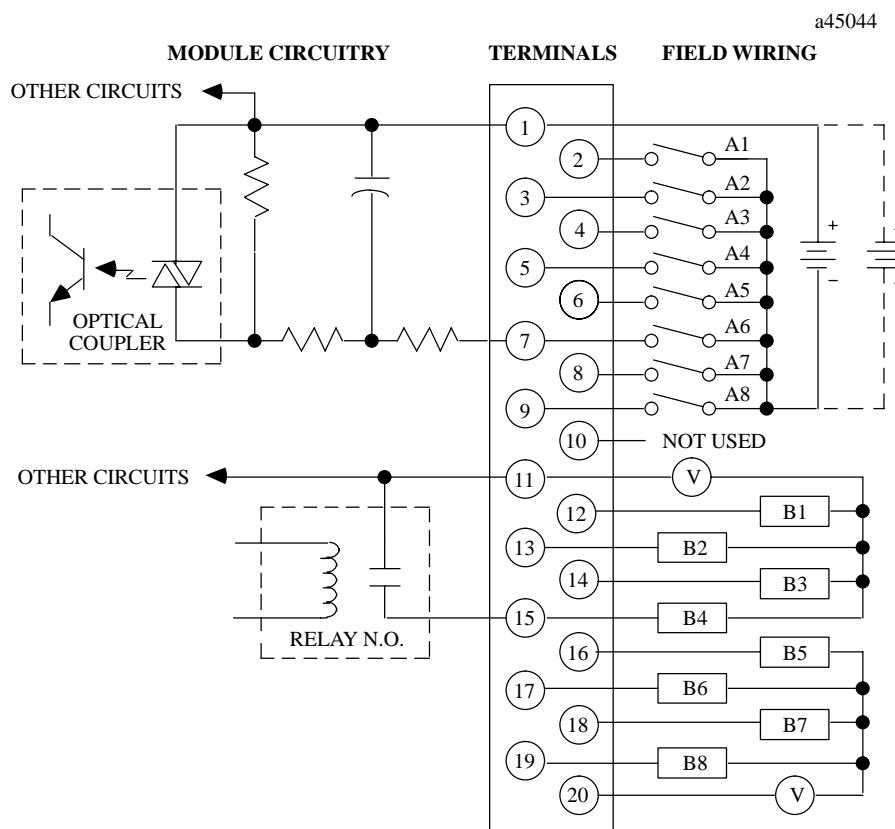 a45044
MODULE CIRCUITRY TERMINALS FIELD WIRING
OTHER CIRCUITS
1
2 A1
3 A2
4 A3
5 A4
6 A5
7 A6
8 A7
9 A8
+
−
OPTICAL
COUPLER
10 NOT USED
OTHER CIRCUITS
11 V
12 B1
13 B2
14 B3
15 B4
RELAY N.O.
16 B5
17 B6
18 B7
19 B8
20 V